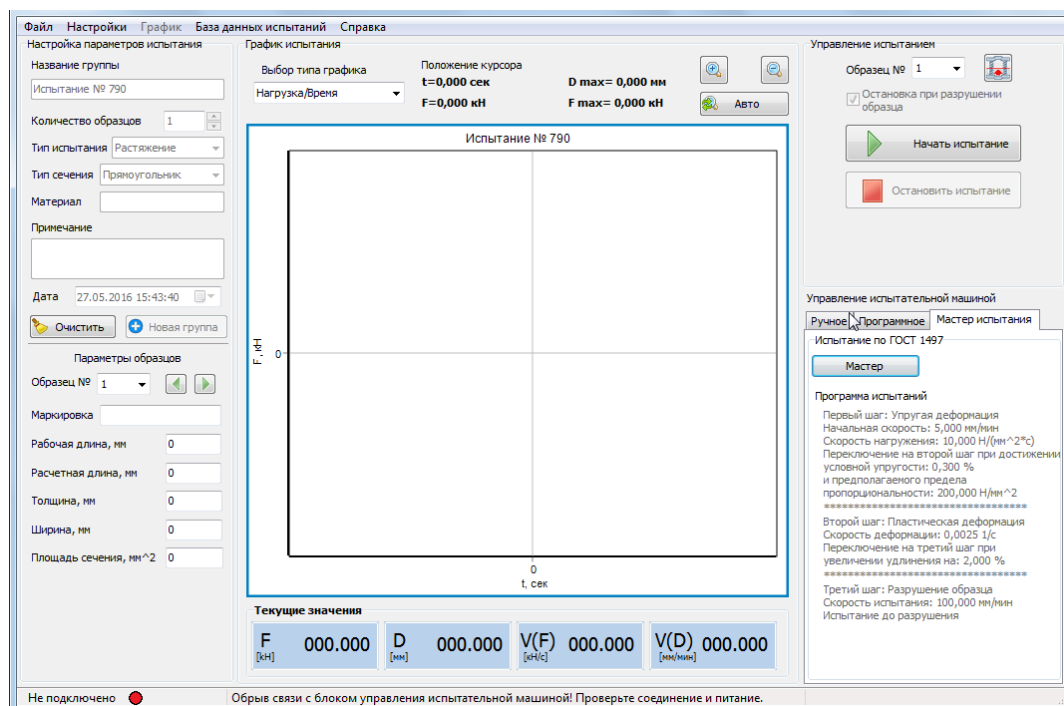 Файл Настройки График База данных испытаний Справка
Настройка параметров испытания
Название группы
Испытание № 790
Количество образцов 1
Тип испытания Растяжение
Тип сечения Прямоугольник
Материал
Примечание
Дата 27.05.2016 15:43:40
Очистить Новая группа
Параметры образцов
Образец № 1
Маркировка
Рабочая длина, мм 0
Расчетная длина, мм 0
Толщина, мм 0
Ширина, мм 0
Площадь сечения, мм^2 0
График испытания
Выбор типа графика
Нагрузка/Время
Положение курсора
t=0,000 сек D max= 0,000 мм
F=0,000 кН F max= 0,000 кН
Авто
Испытание № 790
F, кН
0
0
t, сек
Текущие значения
F [кН] 000.000
D [мм] 000.000
V(F) [кН/с] 000.000
V(D) [мм/мин] 000.000
Управление испытанием
Образец № 1
Остановка при разрушении
образца
Начать испытание
Остановить испытание
Управление испытательной машиной
Ручное Программное Мастер испытания
Испытание по ГОСТ 1497
Мастер
Программа испытаний
Первый шаг: Упругая деформация
Начальная скорость: 5,000 мм/мин
Скорость нагружения: 10,000 Н/(мм^2*с)
Переключение на второй шаг при достижении
условной упругости: 0,300 %
и предполагаемого предела
пропорциональности: 200,000 Н/мм^2
**********************************
Второй шаг: Пластическая деформация
Скорость деформации: 0,0025 1/с
Переключение на третий шаг при
увеличении удлинения на: 2,000 %
**********************************
Третий шаг: Разрушение образца
Скорость испытания: 100,000 мм/мин
Испытание до разрушения
Не подключено Обрыв связи с блоком управления испытательной машиной! Проверьте соединение и питание.